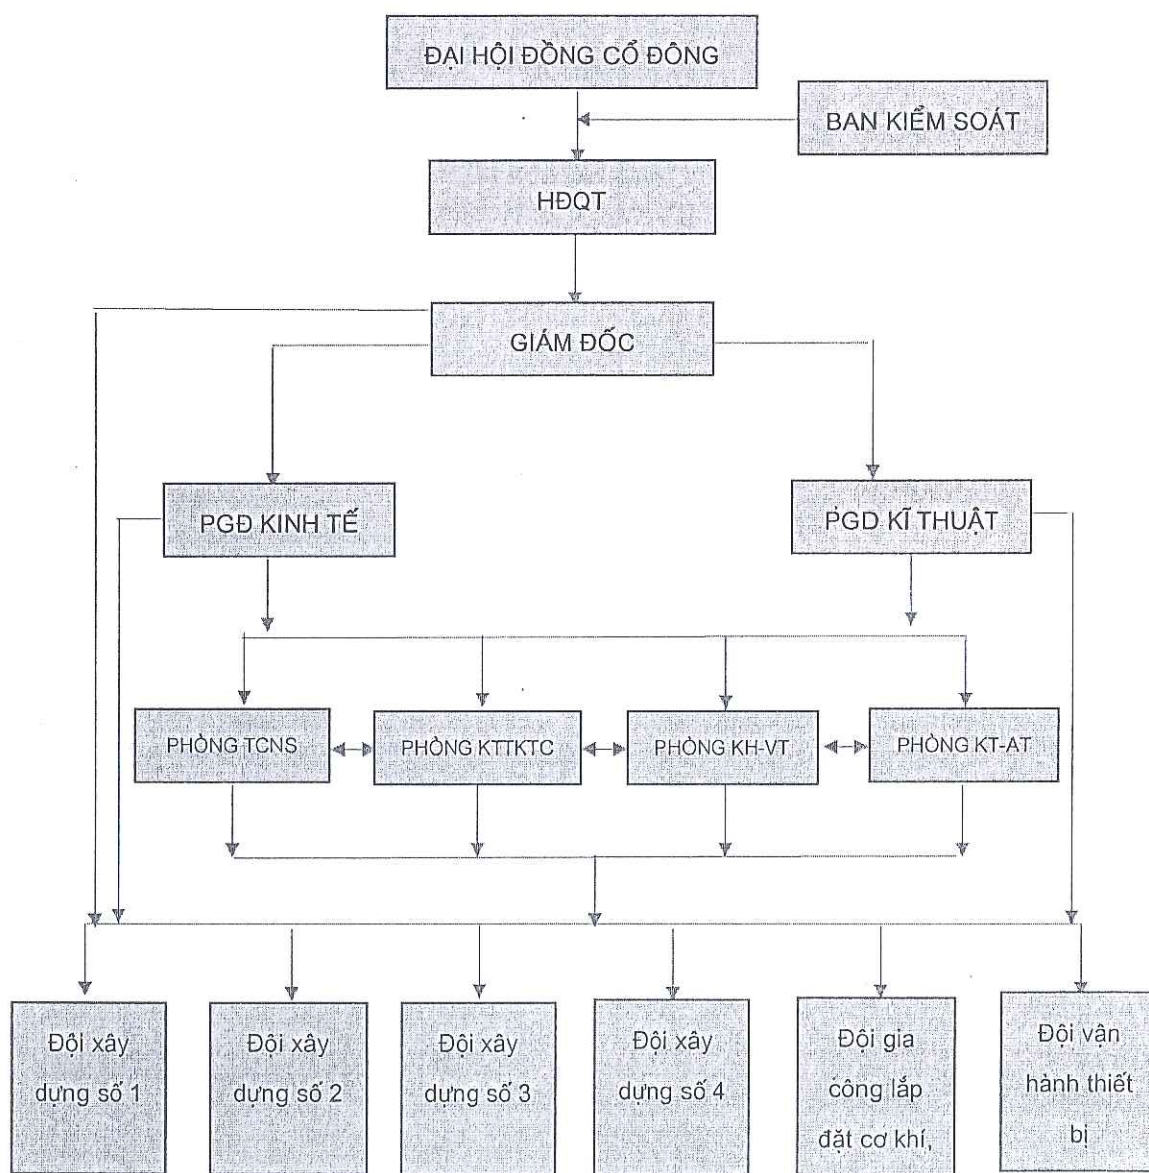 ĐẠI HỘI ĐỒNG CỔ ĐÔNG
BAN KIỂM SOÁT
HĐQT
GIÁM ĐỐC
PGĐ KINH TẾ
PGD KĨ THUẬT
PHÒNG TCNS
PHÒNG KTTKTC
PHÒNG KH-VT
PHÒNG KT-AT
Đội xây
dựng số 1
Đội xây
dựng số 2
Đội xây
dựng số 3
Đội xây
dựng số 4
Đội gia
công lắp
đặt cơ khí,
Đội vận
hành thiết
bị